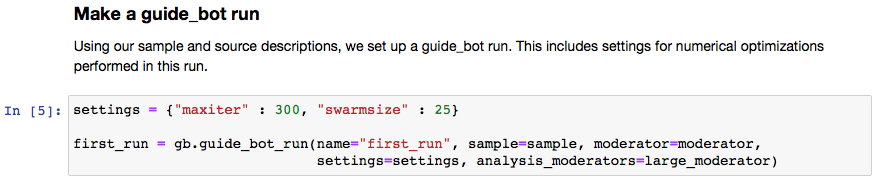 Make a guide_bot run
Using our sample and source descriptions, we set up a guide_bot run. This includes settings for numerical optimizations
performed in this run.
In [5]: settings = {"maxiter" : 300, "swarmsize" : 25}
first_run = gb.guide_bot_run(name="first_run", sample=sample, moderator=moderator,
settings=settings, analysis_moderators=large_moderator)